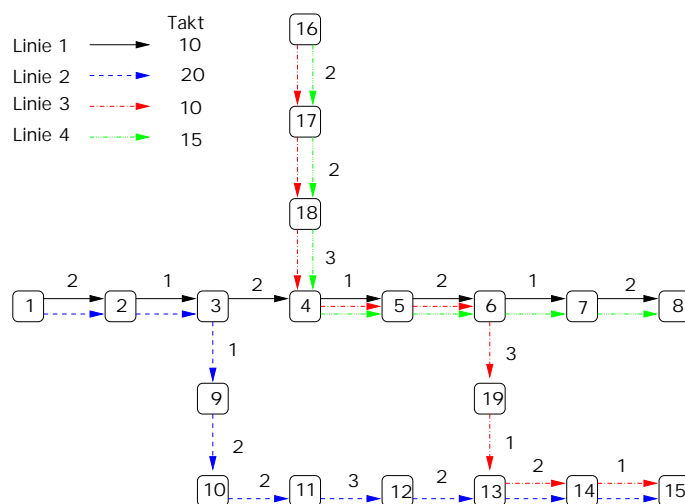 Takt
Linie 1 10
Linie 2 20
Linie 3 10
Linie 4 15
16
2
17
2
18
3
2 1 2 1 2 1 2
1 2 3 4 5 6 7 8
1 3
9 19
2 1
2 3 2 2 1
10 11 12 13 14 15